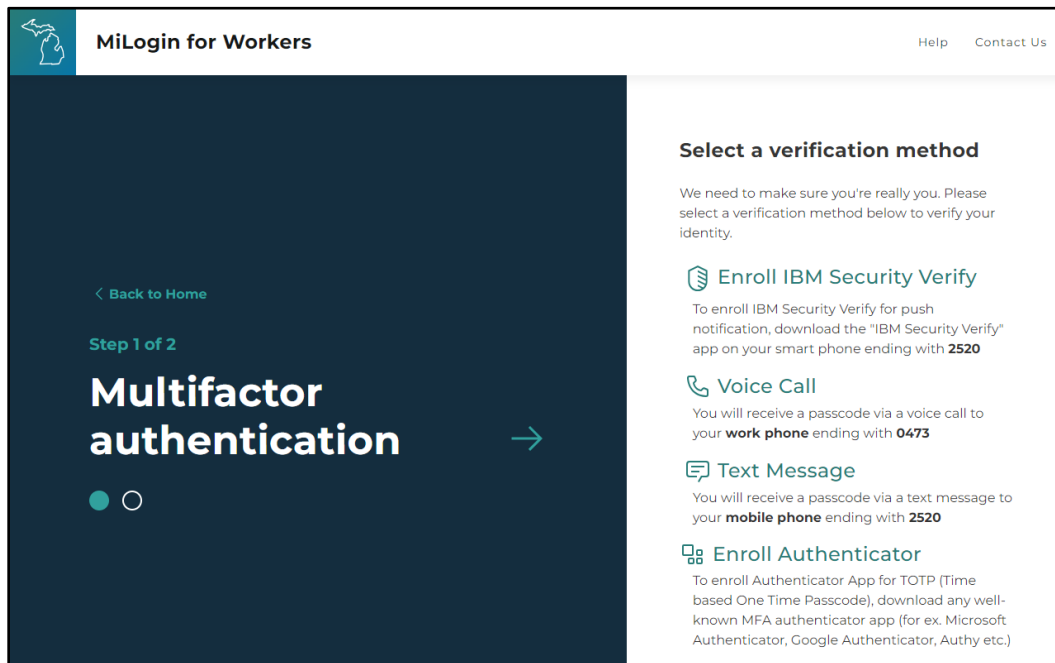 MiLogin for Workers
Help Contact Us
< Back to Home
Step 1 of 2
Multifactor
authentication
Select a verification method
We need to make sure you're really you. Please
select a verification method below to verify your
identity.
Enroll IBM Security Verify
To enroll IBM Security Verify for push
notification, download the "IBM Security Verify"
app on your smart phone ending with 2520
Voice Call
You will receive a passcode via a voice call to
your work phone ending with 0473
Text Message
You will receive a passcode via a text message to
your mobile phone ending with 2520
Enroll Authenticator
To enroll Authenticator App for TOTP (Time
based One Time Passcode), download any well-
known MFA authenticator app (for ex. Microsoft
Authenticator, Google Authenticator, Authy etc.)